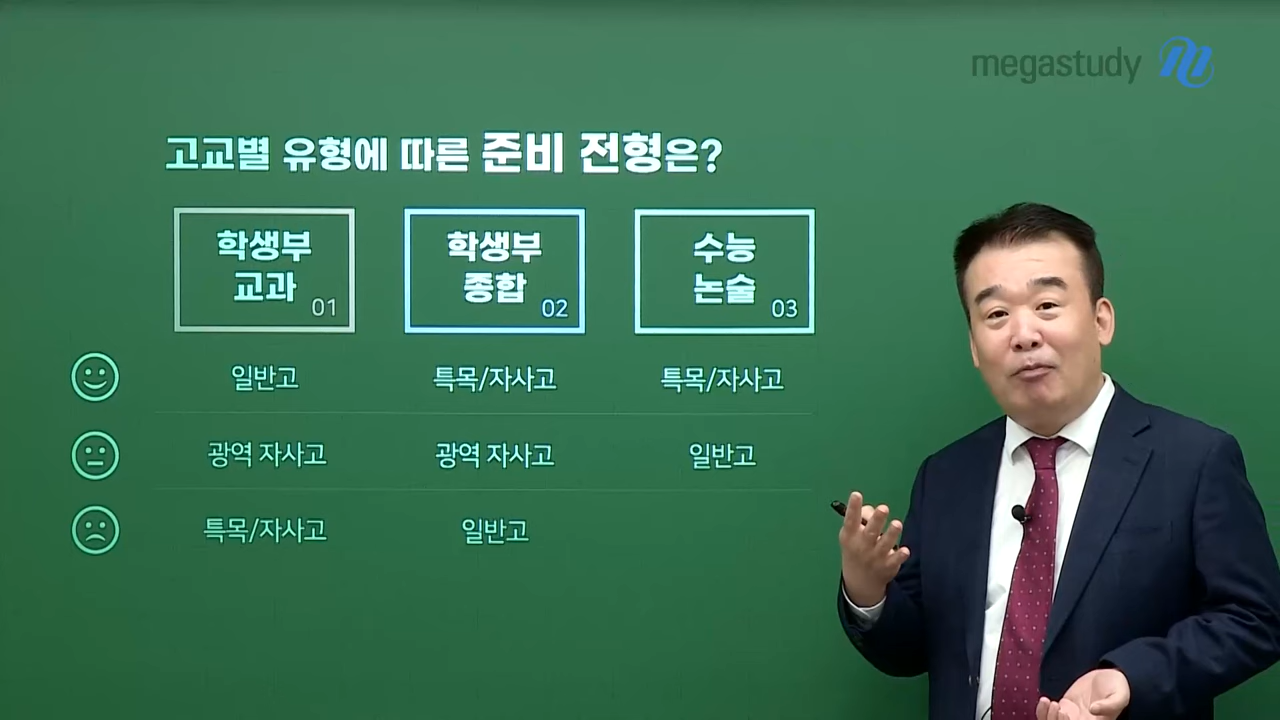 megastudy
고교별 유형에 따른 준비 전형은?
학생부
교과
01
학생부
종합
02
수능
논술
03
일반고
특목/자사고
특목/자사고
광역 자사고
광역 자사고
일반고
특목/자사고
일반고